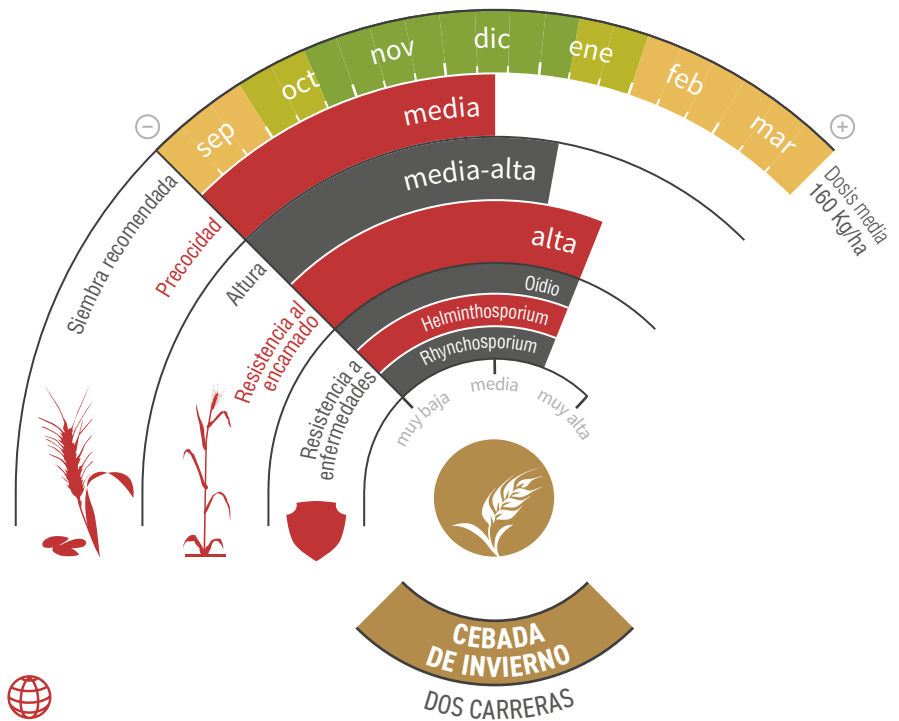 sep
oct
nov
dic
ene
feb
mar
−
+
Dosis media
160 Kg/ha
Siembra recomendada
Precocidad
media
Altura
media-alta
Resistencia al
encamado
alta
Resistencia a
enfermedades
Oídio
Helminthosporium
Rhynchosporium
muy baja
media
muy alta
CEBADA
DE INVIERNO
DOS CARRERAS